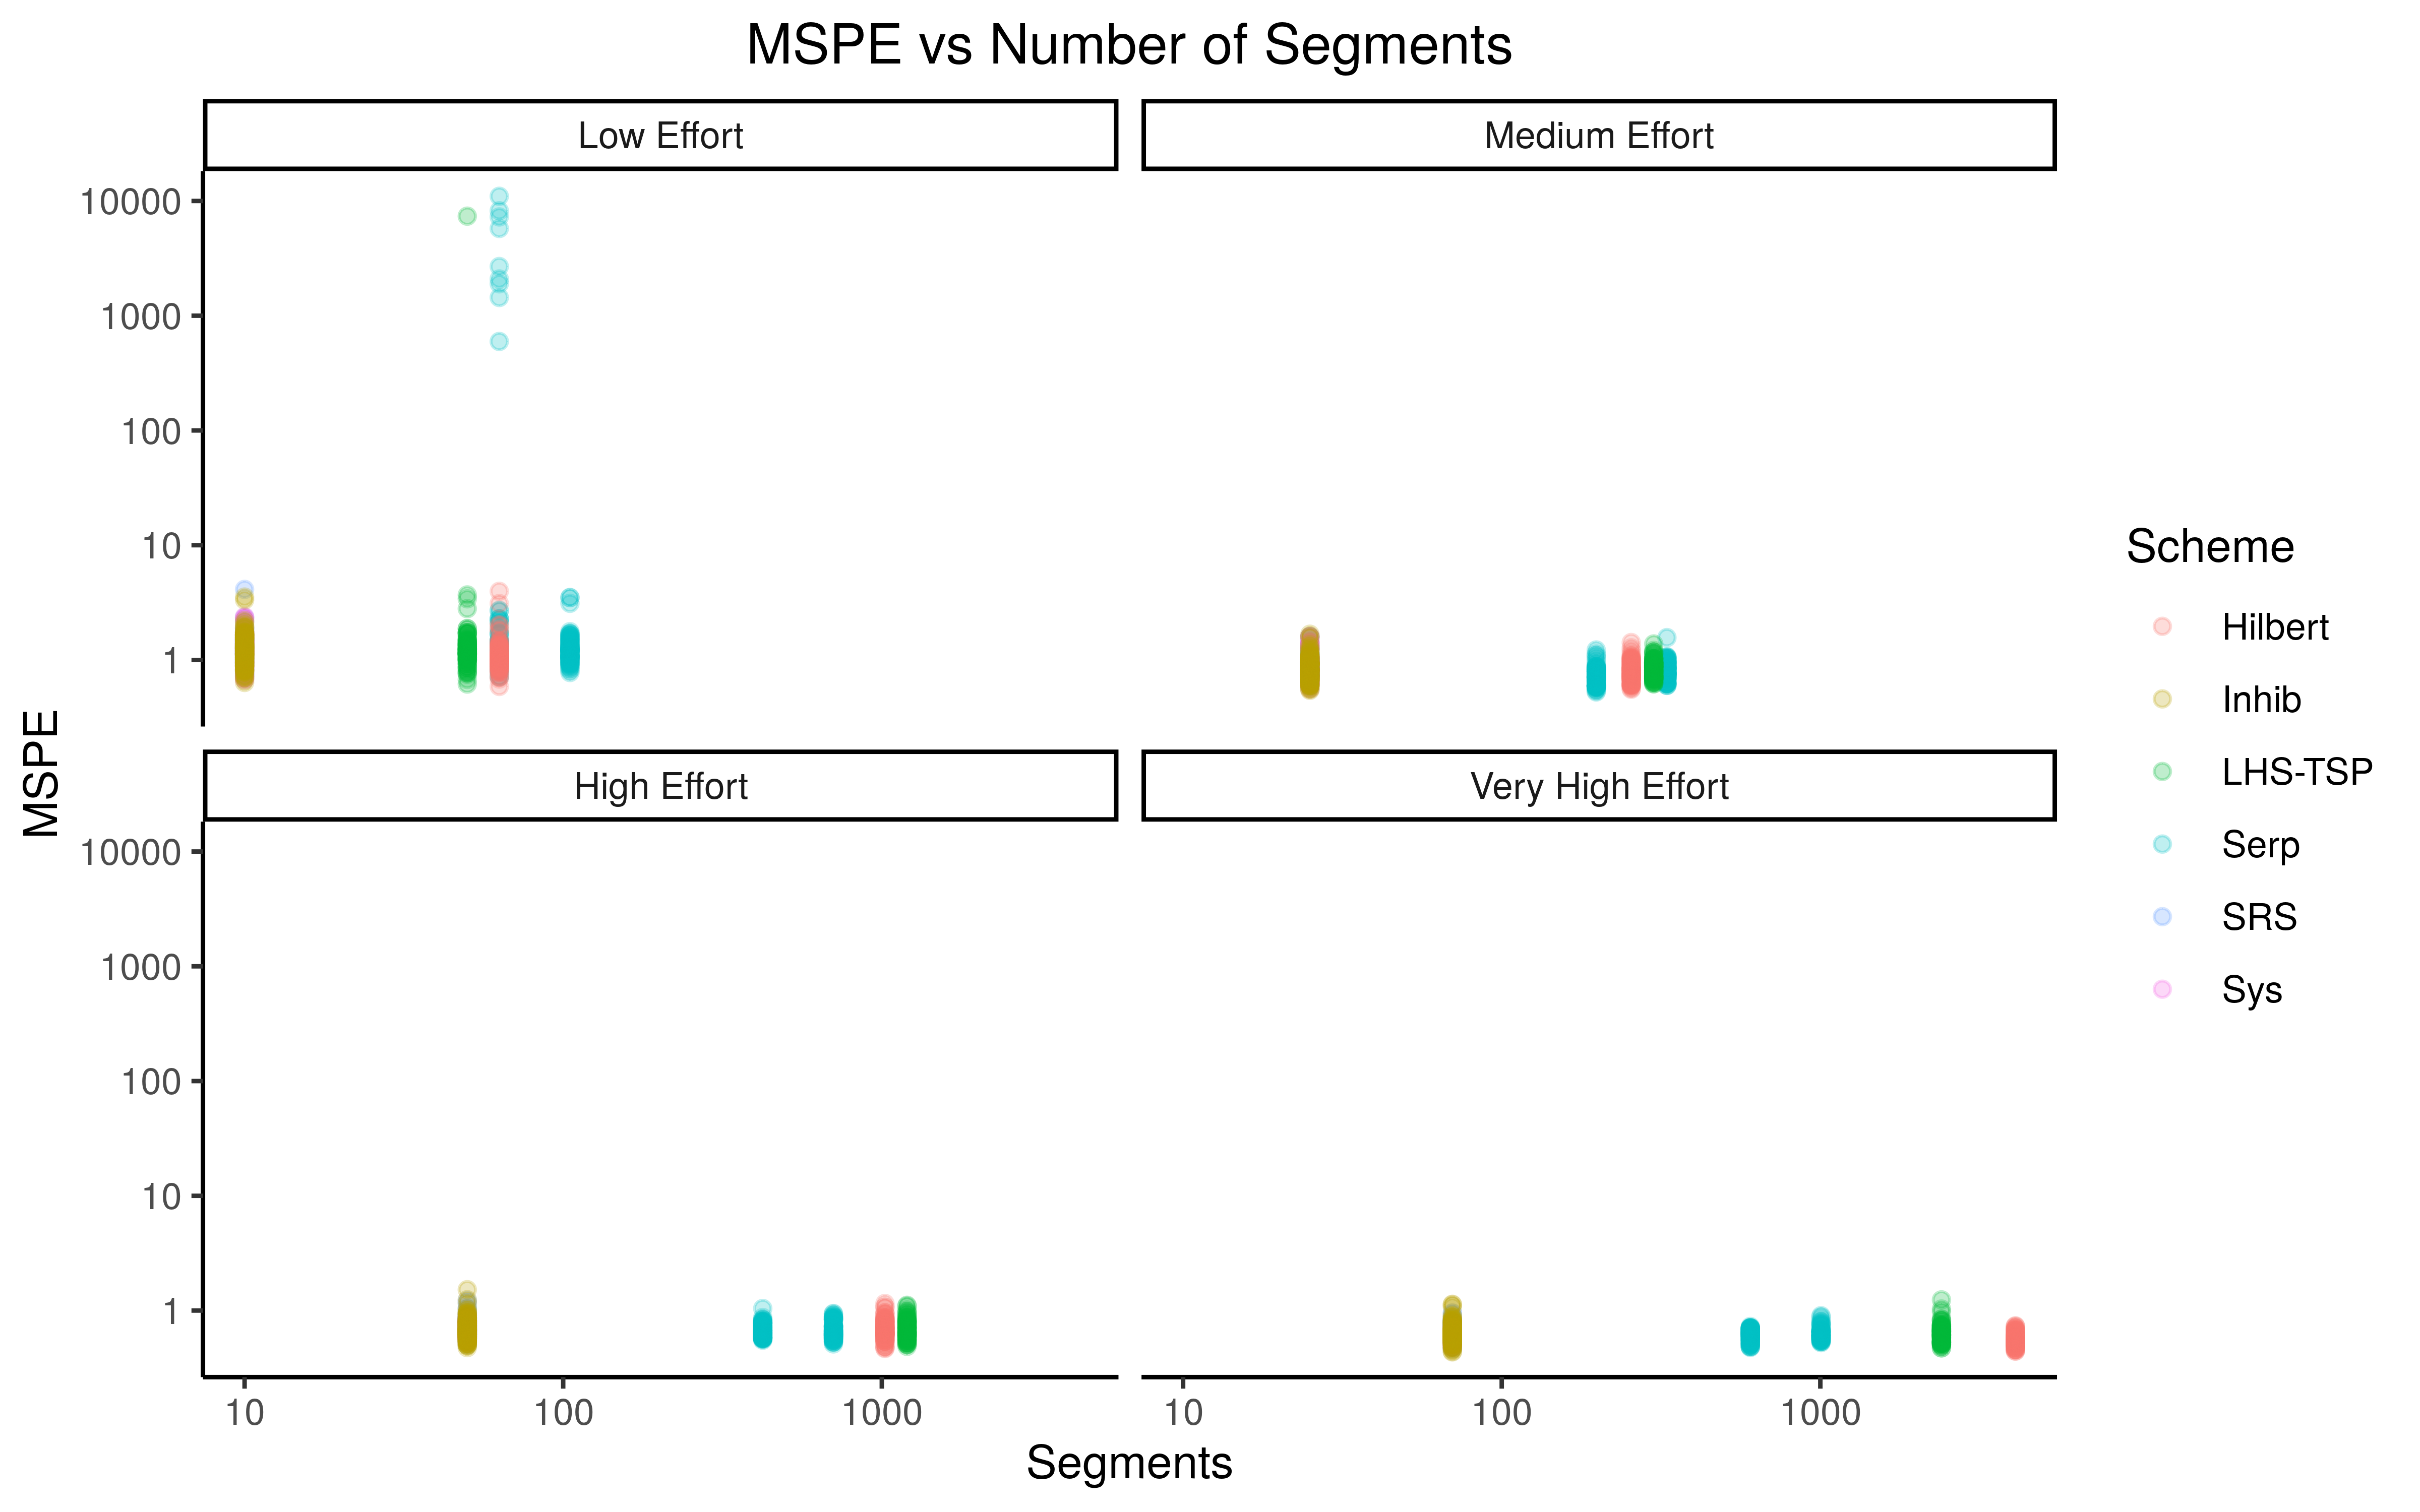 MSPE vs Number of Segments
Low Effort
Medium Effort
10000
1000
100
10
1
High Effort
Very High Effort
10000
1000
100
10
1
10
100
1000
10
100
1000
Segments
MSPE
Scheme
Hilbert
Inhib
LHS-TSP
Serp
SRS
Sys